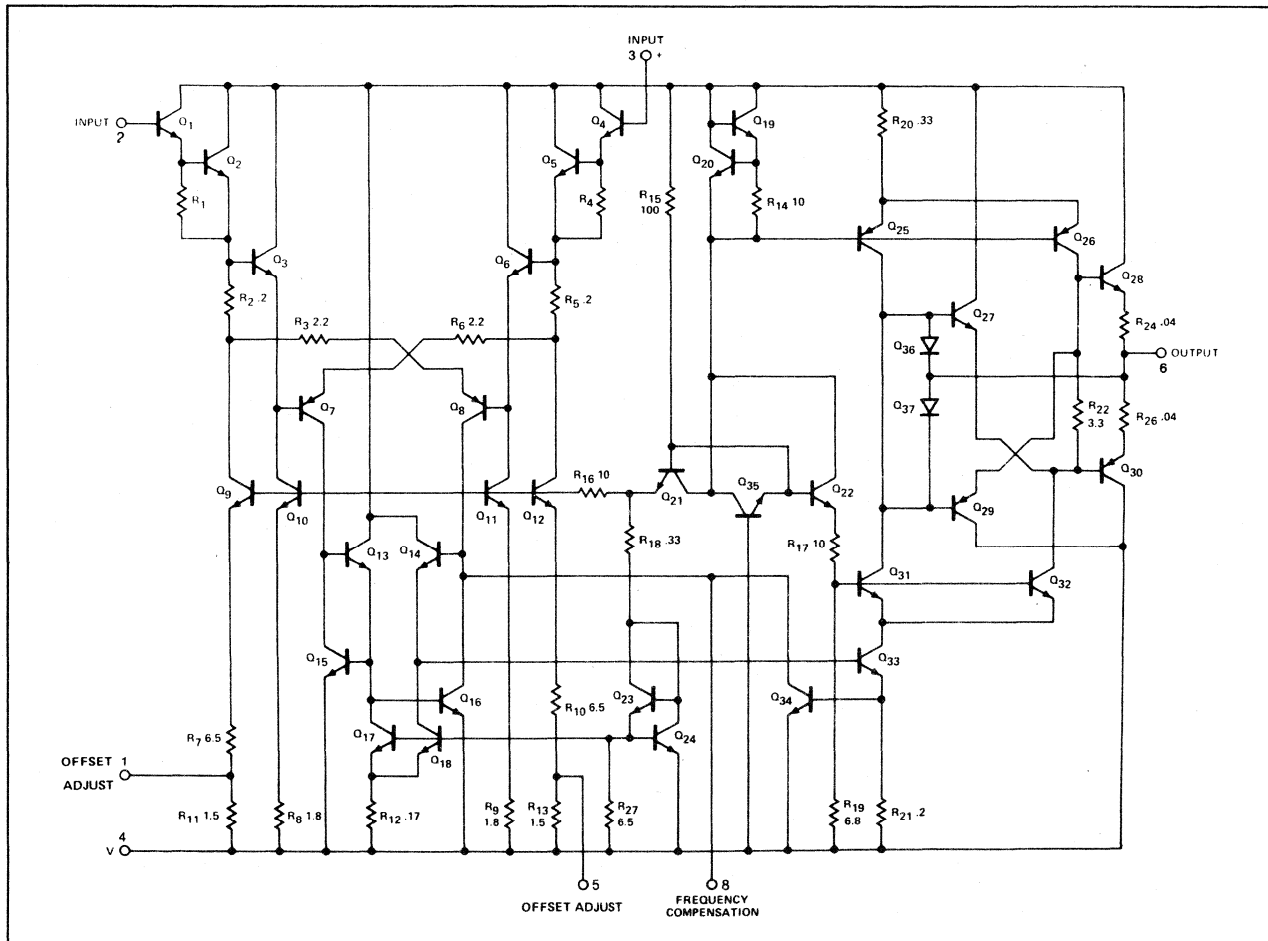 INPUT
3 +
INPUT
2
Q1
Q2
R1
Q3
R2 .2
Q4
Q5
R4
Q6
R5 .2
R15
100
Q19
Q20
R14 10
R20 .33
Q25
Q26
Q28
R24 .04
OUTPUT
6
Q27
Q36
Q37
R22
3.3
R26 .04
Q30
Q29
R3 2.2
R6 2.2
Q7
Q8
Q9
Q10
Q11
Q12
R16 10
Q21
Q35
Q22
R18 .33
R17 10
Q13
Q14
Q31
Q32
Q15
Q16
Q33
Q34
Q23
Q24
R10 6.5
Q17
Q18
R7 6.5
OFFSET 1
ADJUST
R11 1.5
R8 1.8
R12 .17
R9
1.8
R13
1.5
R27
6.5
R19
6.8
R21 .2
4
V
5
OFFSET ADJUST
8
FREQUENCY
COMPENSATION